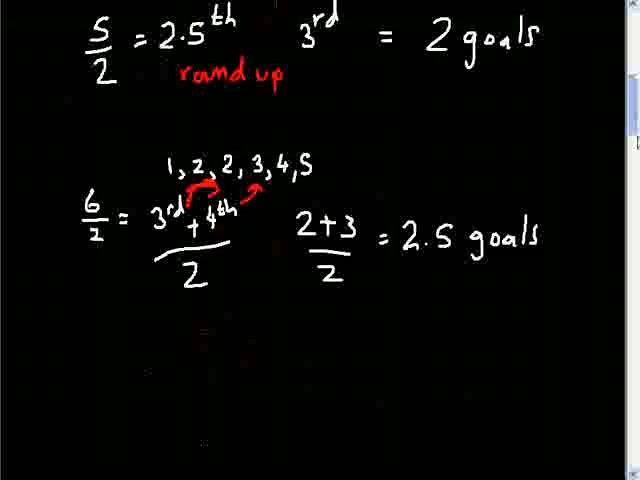 5/2 = 2.5th 3rd = 2 goals
round up
1, 2, 2, 3, 4, 5
6/2 = (3rd + 4th)/2 (2+3)/2 = 2.5 goals